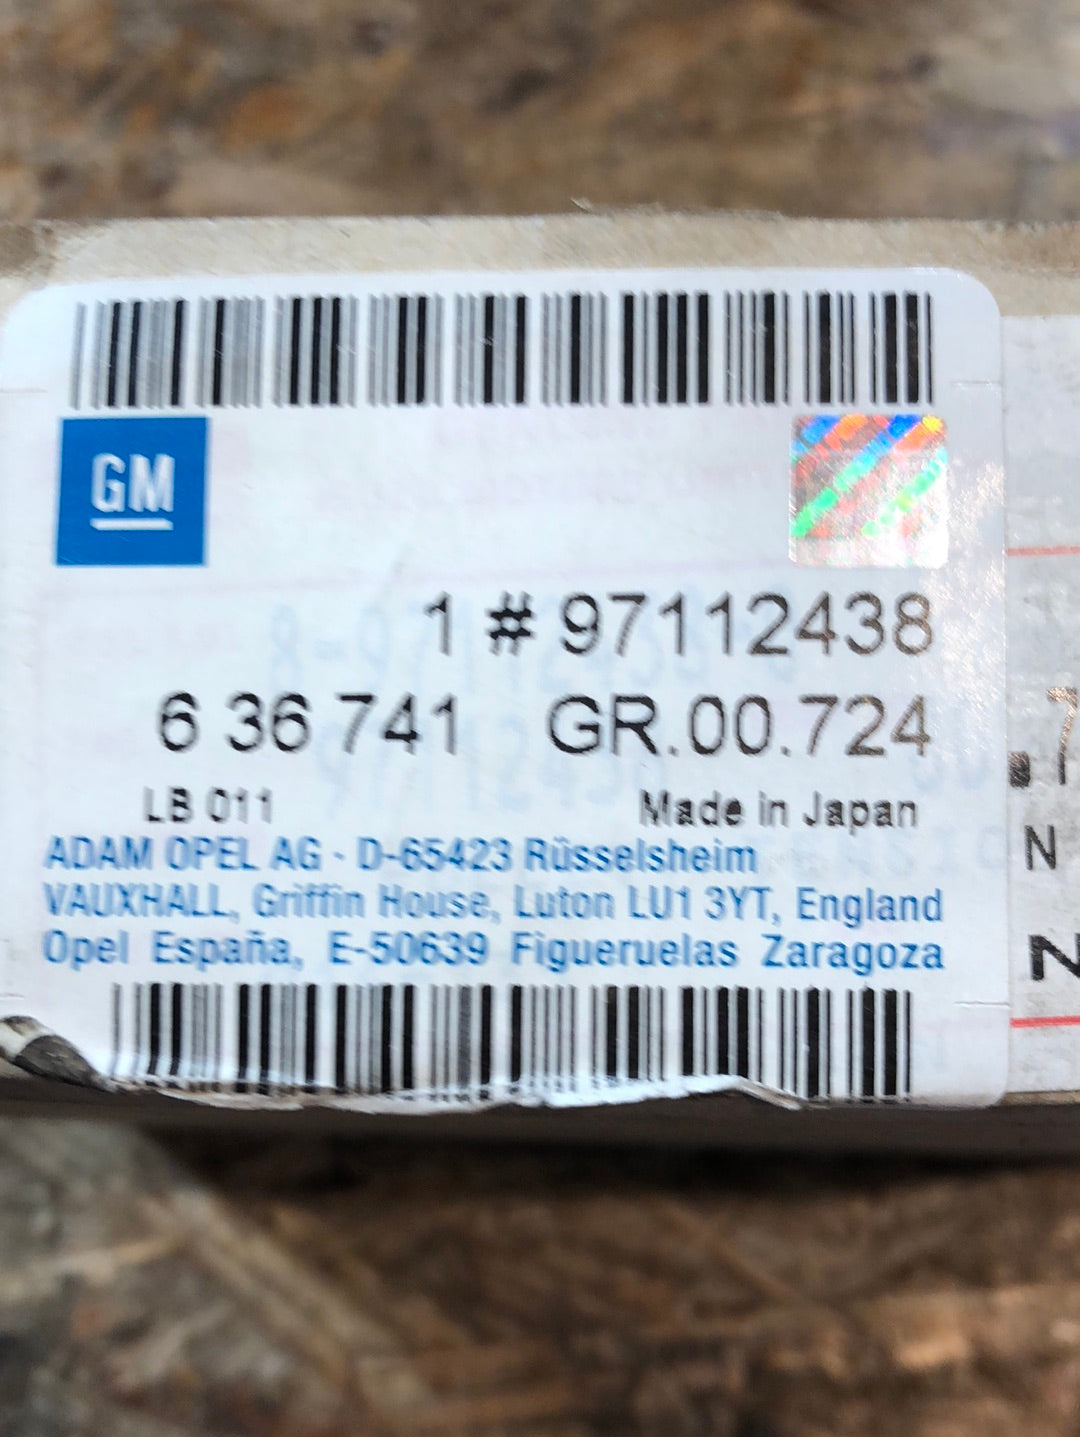 GM
1 # 97112438
6 36 741 GR.00.724
LB 011 Made in Japan
ADAM OPEL AG · D-65423 Rüsselsheim
VAUXHALL, Griffin House, Luton LU1 3YT, England
Opel España, E-50639 Figueruelas Zaragoza
.7
N
N